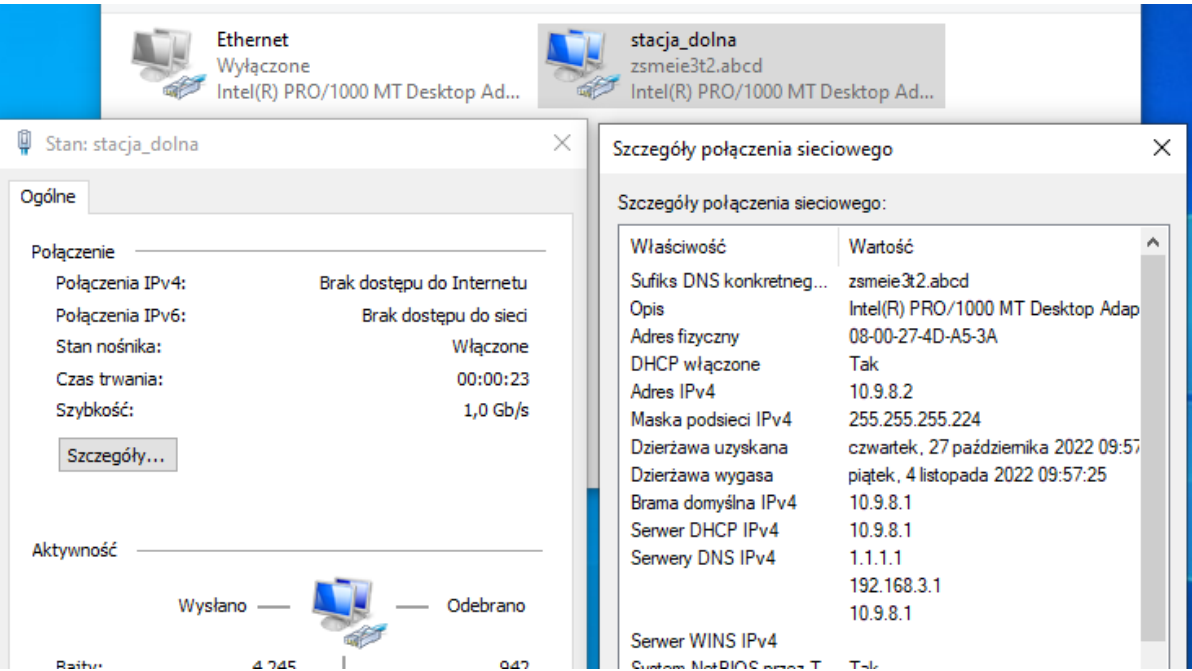 Ethernet
Wyłączone
Intel(R) PRO/1000 MT Desktop Ad...
stacja_dolna
zsmeie3t2.abcd
Intel(R) PRO/1000 MT Desktop Ad...
Stan: stacja_dolna
Ogólne
Połączenie
Połączenia IPv4: Brak dostępu do Internetu
Połączenia IPv6: Brak dostępu do sieci
Stan nośnika: Włączone
Czas trwania: 00:00:23
Szybkość: 1,0 Gb/s
Szczegóły...
Aktywność
Wysłano
Odebrano
Bajty: 4 245 942
Szczegóły połączenia sieciowego
Szczegóły połączenia sieciowego:
Właściwość Wartość
Sufiks DNS konkretneg... zsmeie3t2.abcd
Opis Intel(R) PRO/1000 MT Desktop Adap
Adres fizyczny 08-00-27-4D-A5-3A
DHCP włączone Tak
Adres IPv4 10.9.8.2
Maska podsieci IPv4 255.255.255.224
Dzierżawa uzyskana czwartek, 27 października 2022 09:57
Dzierżawa wygasa piątek, 4 listopada 2022 09:57:25
Brama domyślna IPv4 10.9.8.1
Serwer DHCP IPv4 10.9.8.1
Serwery DNS IPv4 1.1.1.1
192.168.3.1
10.9.8.1
Serwer WINS IPv4
System NetBIOS przez T... Tak